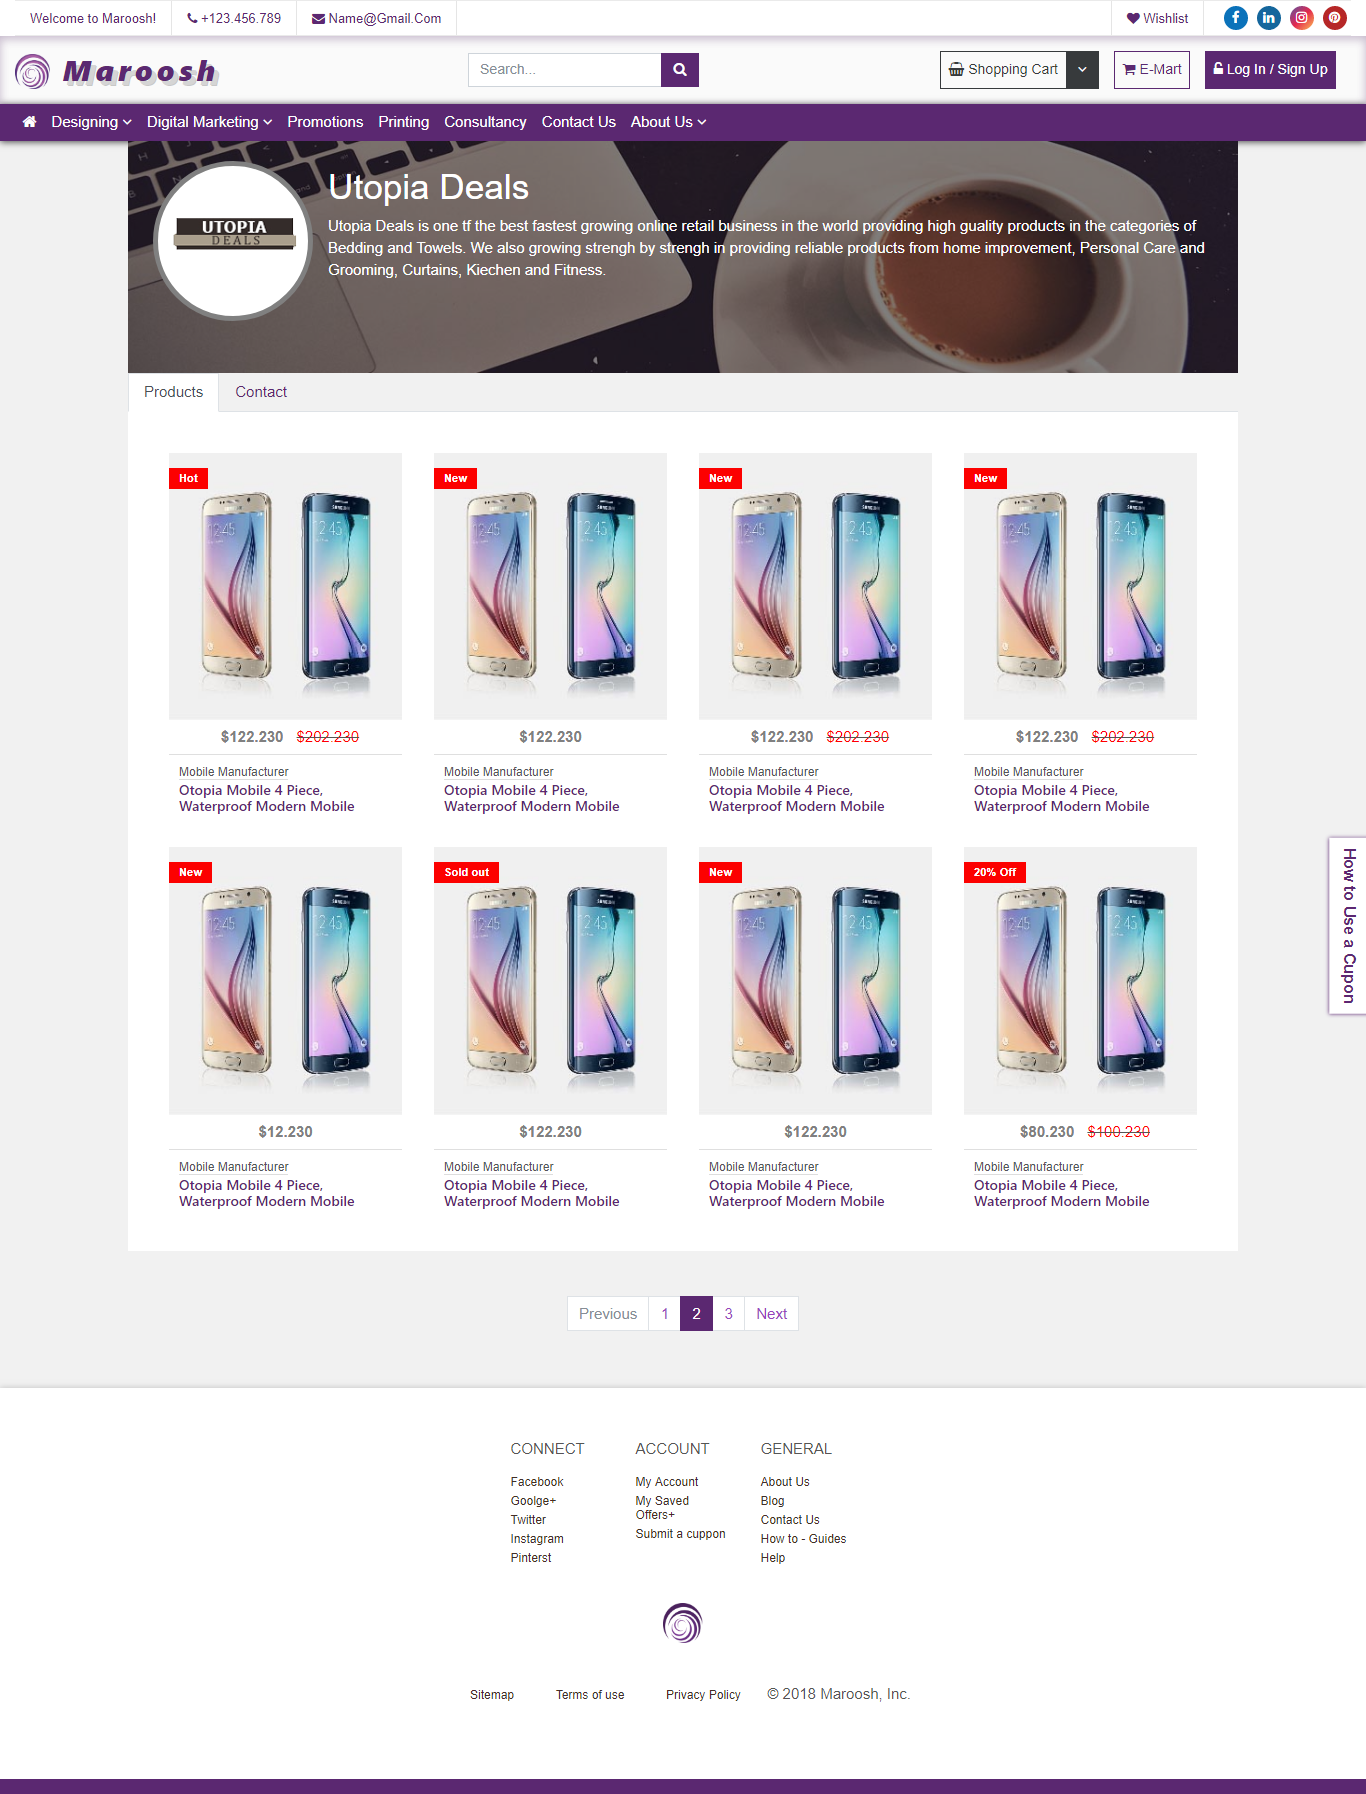 Welcome to Maroosh!
+123.456.789
Name@Gmail.Com
Wishlist
Maroosh
Search...
Shopping Cart
E-Mart
Log In / Sign Up
Designing
Digital Marketing
Promotions
Printing
Consultancy
Contact Us
About Us
UTOPIA
DEALS
Utopia Deals
Utopia Deals is one tf the best fastest growing online retail business in the world providing high guality products in the categories of
Bedding and Towels. We also growing strengh by strengh in providing reliable products from home improvement, Personal Care and
Grooming, Curtains, Kiechen and Fitness.
Products
Contact
Hot
New
New
New
$122.230 $202.230
$122.230
$122.230 $202.230
$122.230 $202.230
Mobile Manufacturer
Otopia Mobile 4 Piece,
Waterproof Modern Mobile
Mobile Manufacturer
Otopia Mobile 4 Piece,
Waterproof Modern Mobile
Mobile Manufacturer
Otopia Mobile 4 Piece,
Waterproof Modern Mobile
Mobile Manufacturer
Otopia Mobile 4 Piece,
Waterproof Modern Mobile
New
Sold out
New
20% Off
$12.230
$122.230
$122.230
$80.230 $100.230
Mobile Manufacturer
Otopia Mobile 4 Piece,
Waterproof Modern Mobile
Mobile Manufacturer
Otopia Mobile 4 Piece,
Waterproof Modern Mobile
Mobile Manufacturer
Otopia Mobile 4 Piece,
Waterproof Modern Mobile
Mobile Manufacturer
Otopia Mobile 4 Piece,
Waterproof Modern Mobile
How to Use a Cupon
Previous 1 2 3 Next
CONNECT
Facebook
Goolge+
Twitter
Instagram
Pinterst
ACCOUNT
My Account
My Saved
Offers+
Submit a cuppon
GENERAL
About Us
Blog
Contact Us
How to - Guides
Help
Sitemap
Terms of use
Privacy Policy
© 2018 Maroosh, Inc.